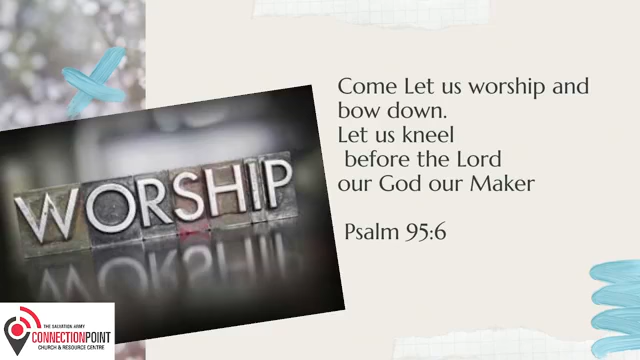 Come Let us worship and
bow down.
Let us kneel
before the Lord
our God our Maker
Psalm 95:6
WORSHIP
THE SALVATION ARMY
CONNECTIONPOINT
CHURCH & RESOURCE CENTRE